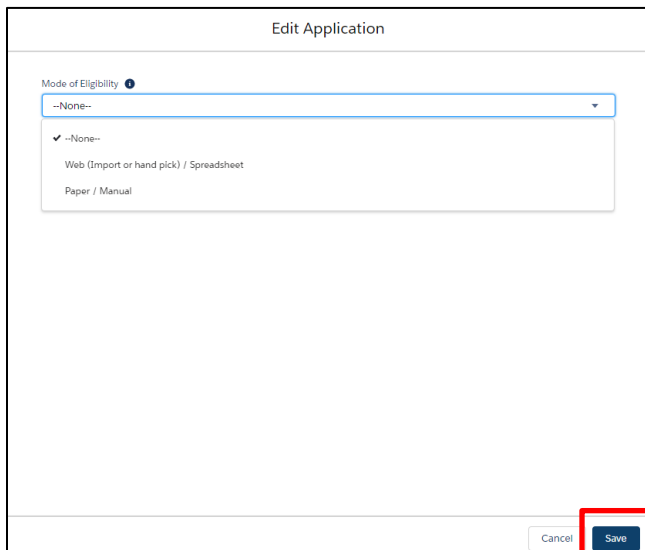 Edit Application
Mode of Eligibility
--None--
--None--
Web (Import or hand pick) / Spreadsheet
Paper / Manual
Cancel Save